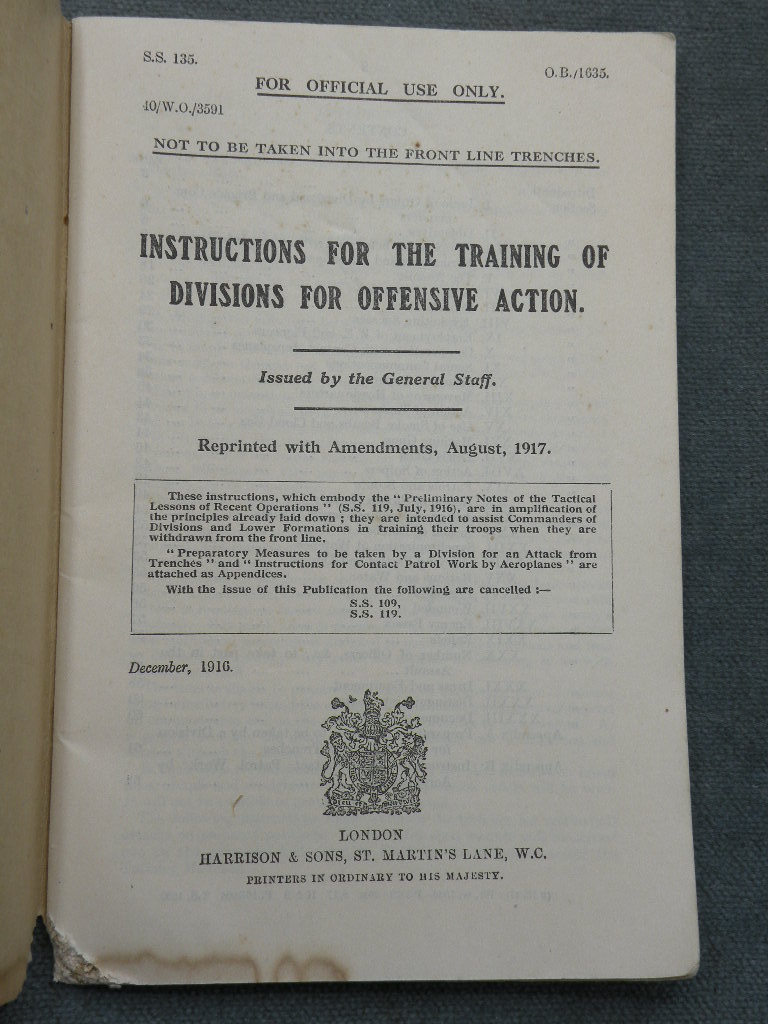 S.S. 135.
O.B./1635.
FOR OFFICIAL USE ONLY.
40/W.O./3591
NOT TO BE TAKEN INTO THE FRONT LINE TRENCHES.
INSTRUCTIONS FOR THE TRAINING OF
DIVISIONS FOR OFFENSIVE ACTION.
Issued by the General Staff.
Reprinted with Amendments, August, 1917.
These instructions, which embody the "Preliminary Notes of the Tactical
Lessons of Recent Operations" (S.S. 119, July, 1916), are in amplification of
the principles already laid down; they are intended to assist Commanders of
Divisions and Lower Formations in training their troops when they are
withdrawn from the front line.
"Preparatory Measures to be taken by a Division for an Attack from
Trenches" and "Instructions for Contact Patrol Work by Aeroplanes" are
attached as Appendices.
With the issue of this Publication the following are cancelled :—
S.S. 109,
S.S. 119.
December, 1916.
LONDON
HARRISON & SONS, ST. MARTIN'S LANE, W.C.
PRINTERS IN ORDINARY TO HIS MAJESTY.